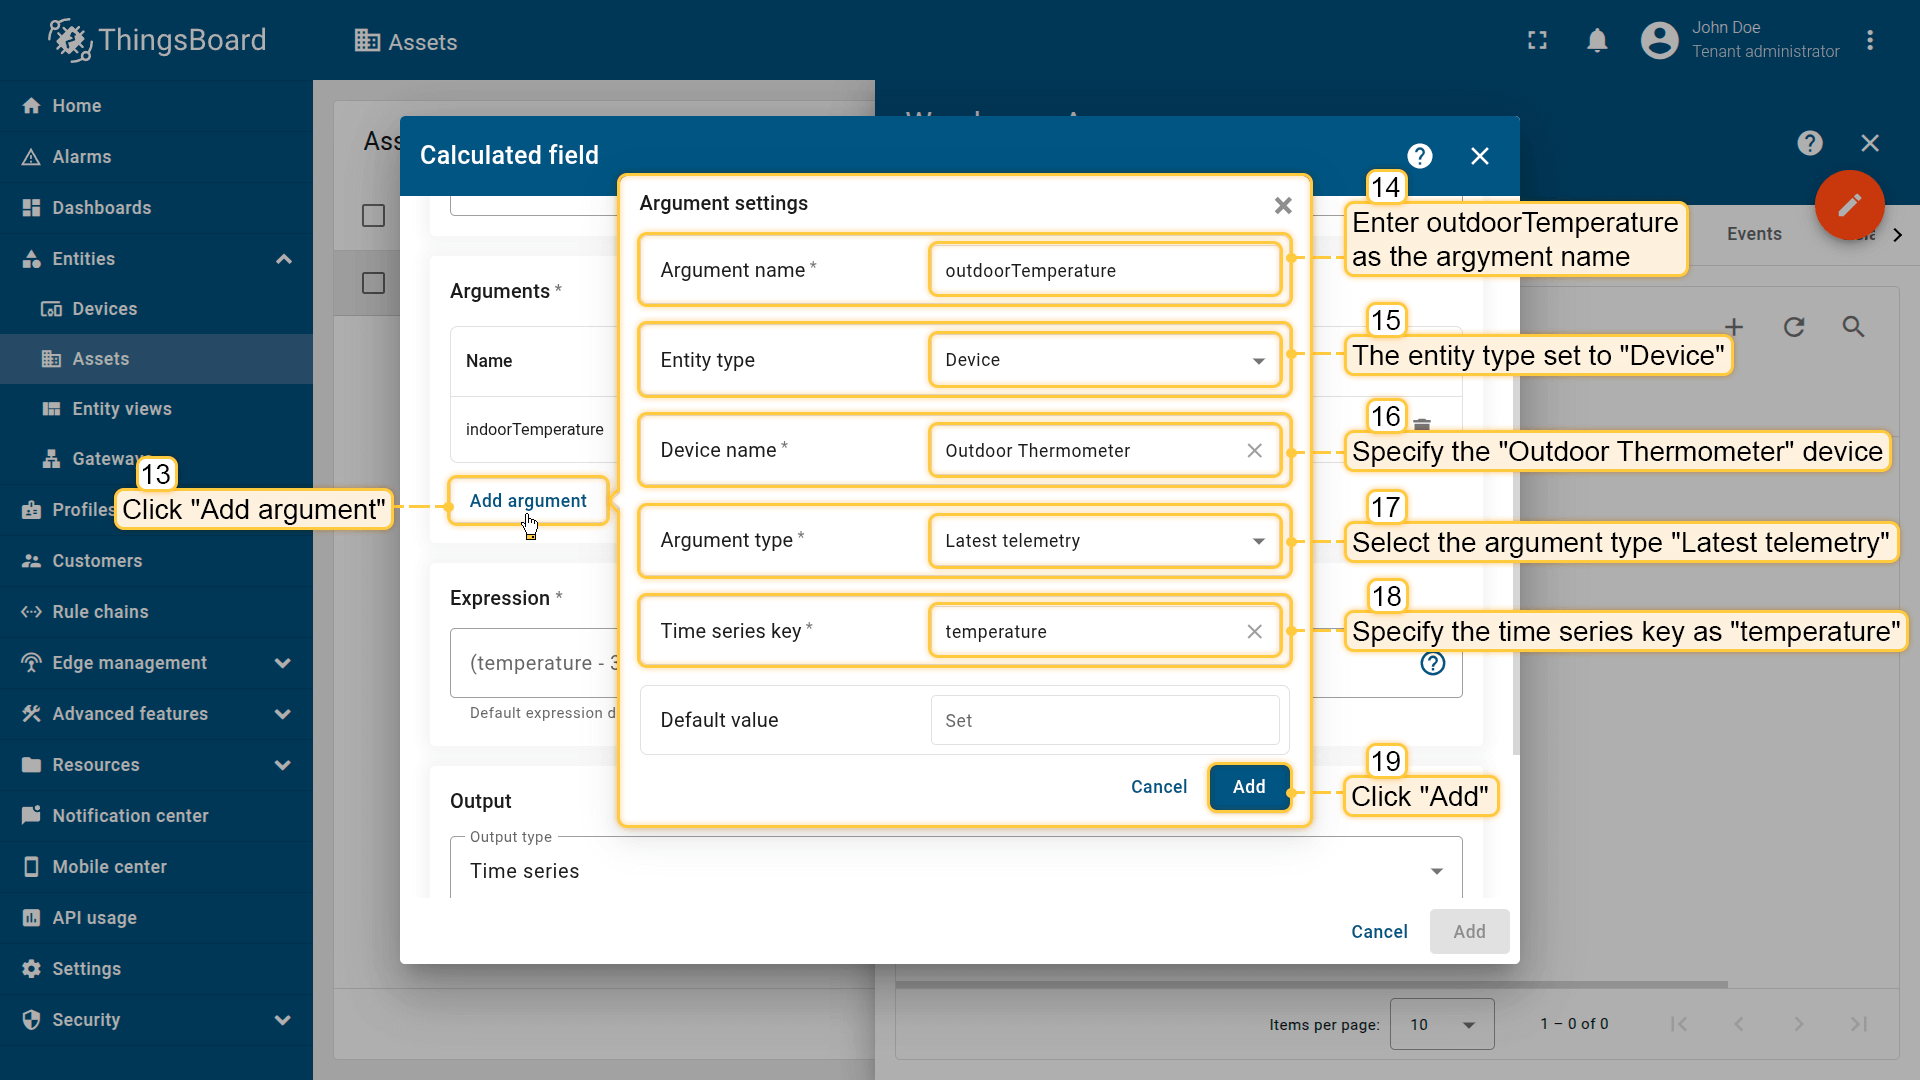 ThingsBoard
Assets
John Doe
Tenant administrator
Home
Alarms
Dashboards
Entities
Devices
Assets
Entity views
Profiles
Customers
Rule chains
Edge management
Advanced features
Resources
Notification center
Mobile center
API usage
Settings
Security
Calculated field
Arguments *
Name
indoorTemperature
13
Click "Add argument"
Add argument
Expression *
(temperature - 3
Default expression d
Output
Output type
Time series
Cancel
Add
Argument settings
Argument name *
outdoorTemperature
Entity type
Device
Device name *
Outdoor Thermometer
Argument type *
Latest telemetry
Time series key *
temperature
Default value
Set
Cancel
Add
14
Enter outdoorTemperature
as the argyment name
15
The entity type set to "Device"
16
Specify the "Outdoor Thermometer" device
17
Select the argument type "Latest telemetry"
18
Specify the time series key as "temperature"
19
Click "Add"
Events
Items per page:
10
1 – 0 of 0